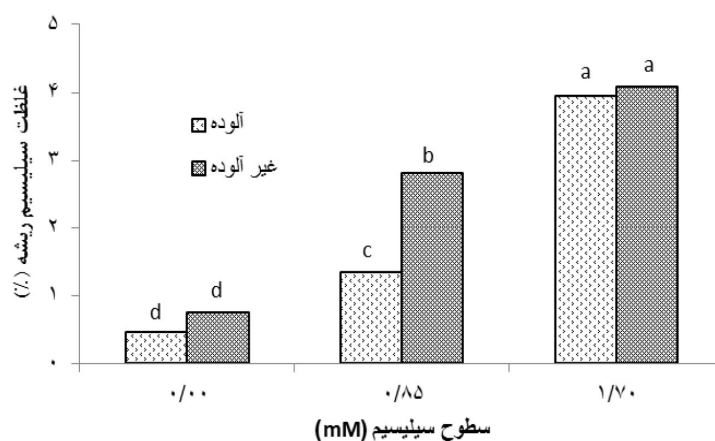 غلظت سیلیسیم ریشه (٪)
۵
۴
۳
۲
۱
۰
آلوده
غیر آلوده
d
d
c
b
a
a
۰/۰۰
۰/۸۵
۱/۷۰
سطوح سیلیسیم (mM)